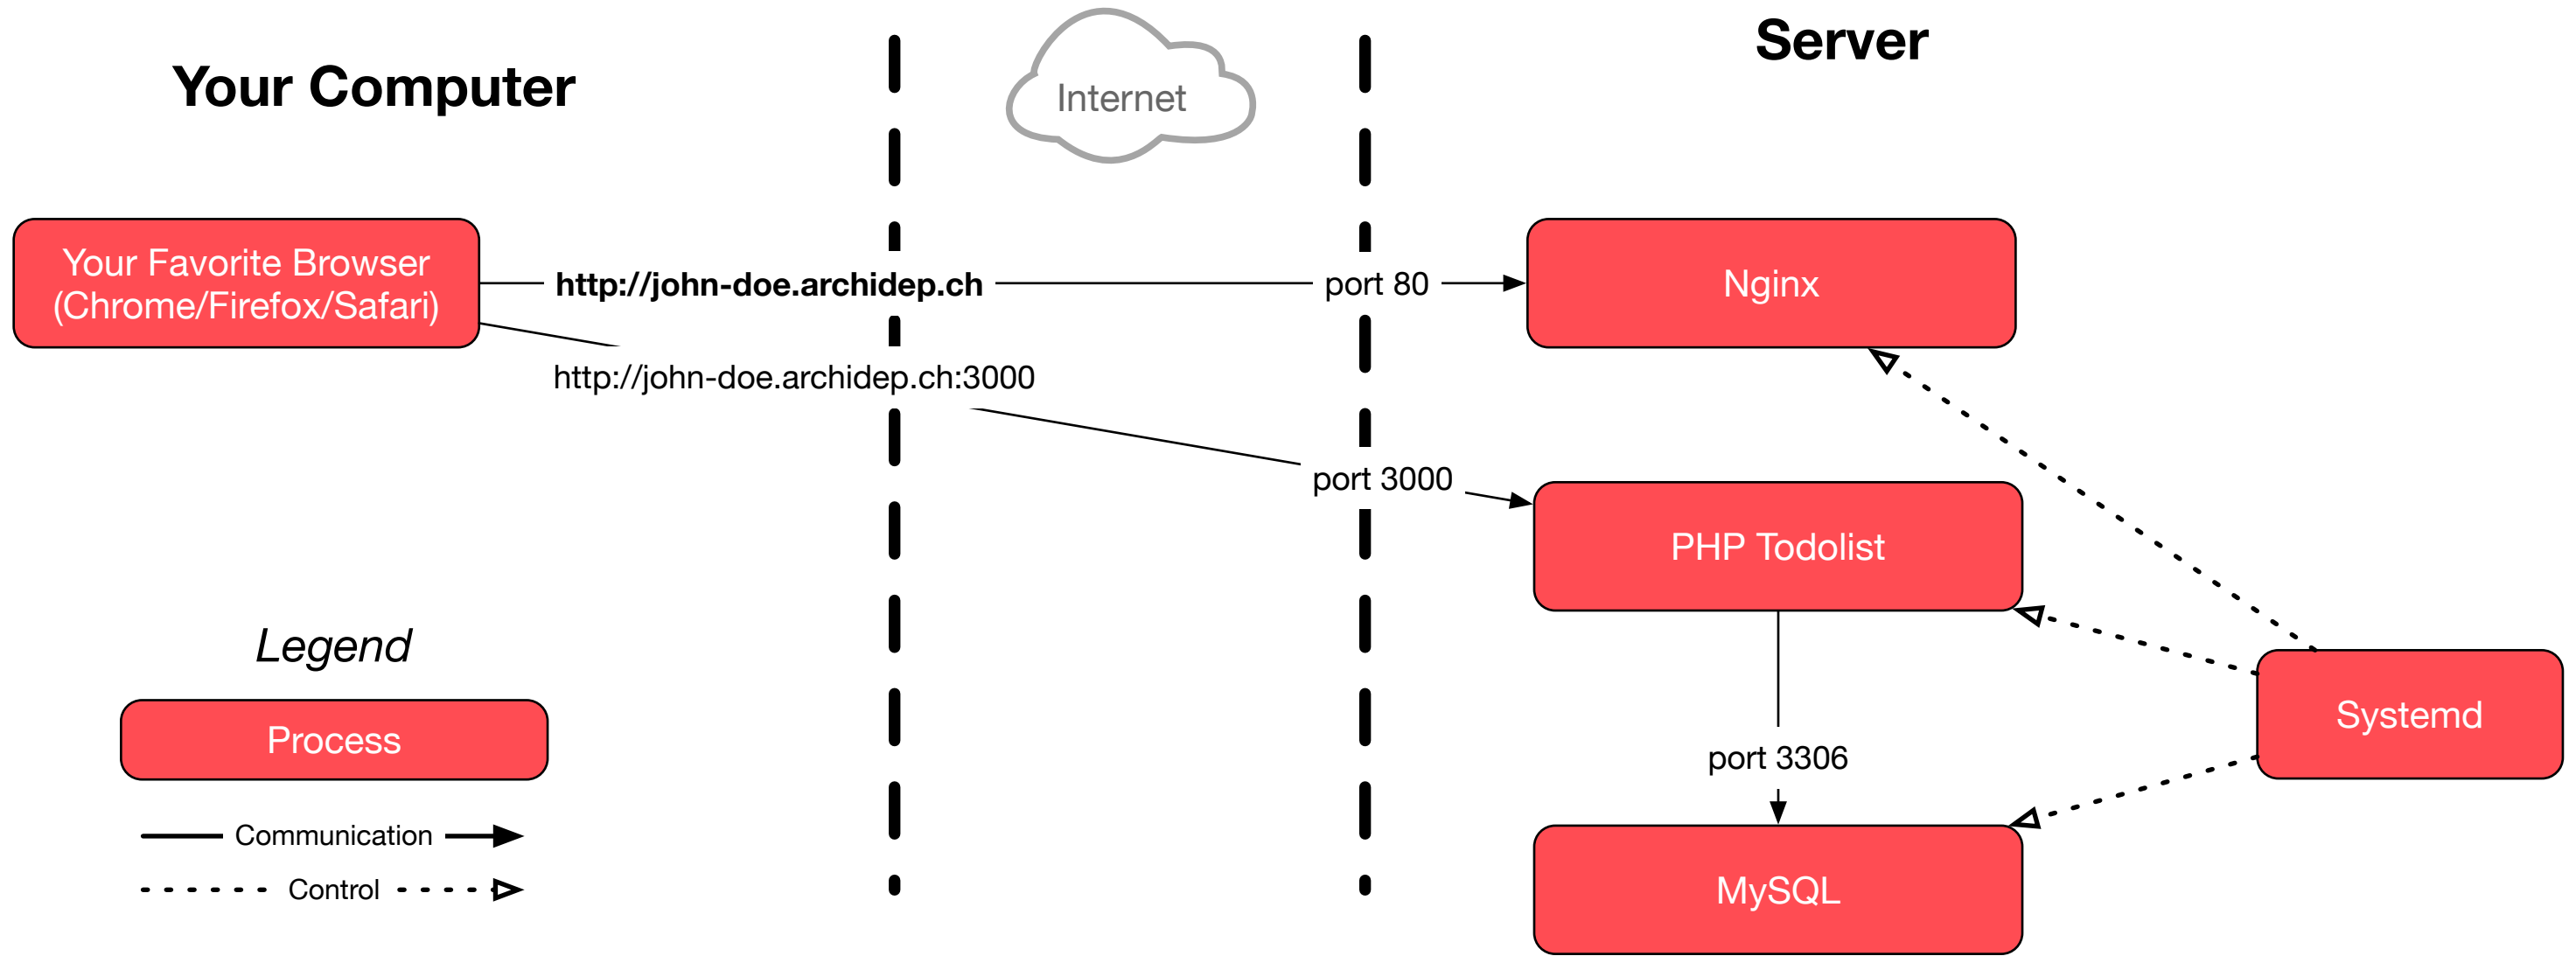 Your Computer
Internet
Server
Your Favorite Browser
(Chrome/Firefox/Safari)
http://john-doe.archidep.ch
port 80
Nginx
http://john-doe.archidep.ch:3000
port 3000
PHP Todolist
port 3306
MySQL
Systemd
Legend
Process
Communication
Control